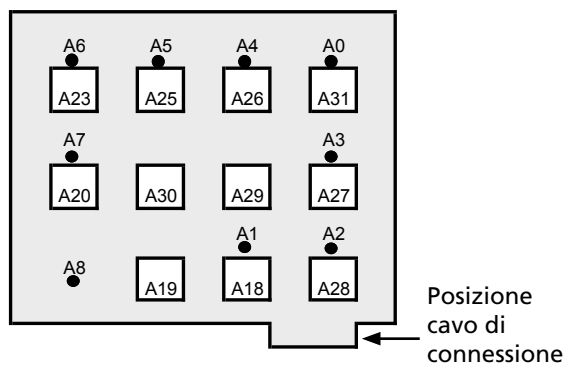 A6 A5 A4 A0
A23 A25 A26 A31
A7 A3
A20 A30 A29 A27
A8 A1 A2
A19 A18 A28
Posizione
cavo di
connessione